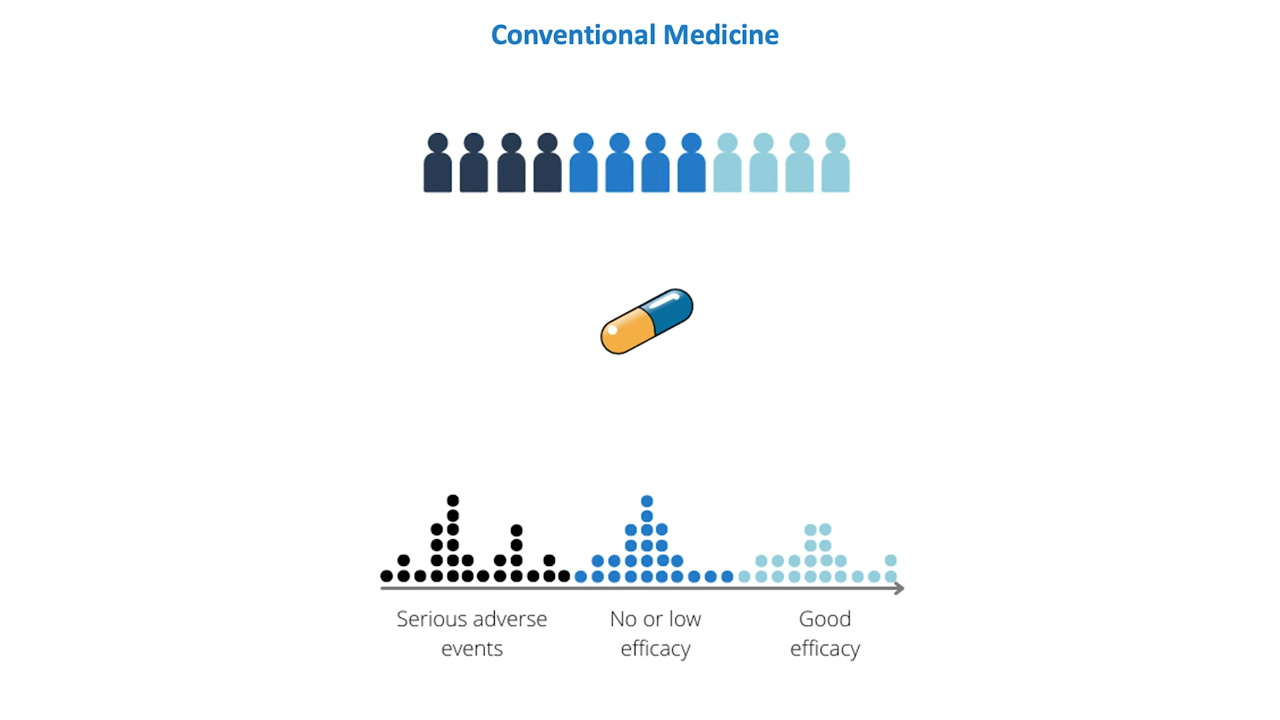 Conventional Medicine
Serious adverse
events
No or low
efficacy
Good
efficacy